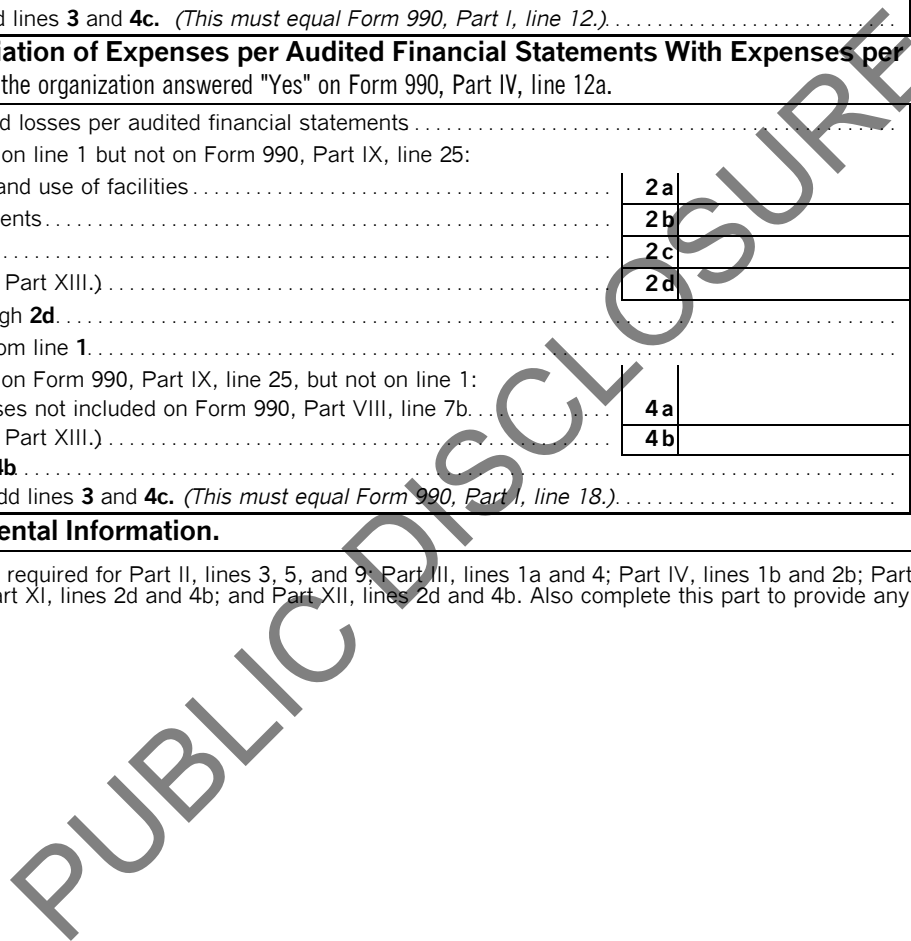 d lines 3 and 4c. (This must equal Form 990, Part I, line 12.)
iation of Expenses per Audited Financial Statements With Expenses per
the organization answered "Yes" on Form 990, Part IV, line 12a.
d losses per audited financial statements
on line 1 but not on Form 990, Part IX, line 25:
and use of facilities 2a
ents 2b
2c
Part XIII.) 2d
gh 2d
om line 1
on Form 990, Part IX, line 25, but not on line 1:
ses not included on Form 990, Part VIII, line 7b 4a
Part XIII.) 4b
4b
dd lines 3 and 4c. (This must equal Form 990, Part I, line 18.)
ental Information.
required for Part II, lines 3, 5, and 9; Part III, lines 1a and 4; Part IV, lines 1b and 2b; Part
art XI, lines 2d and 4b; and Part XII, lines 2d and 4b. Also complete this part to provide any
PUBLIC DISCLOSURE